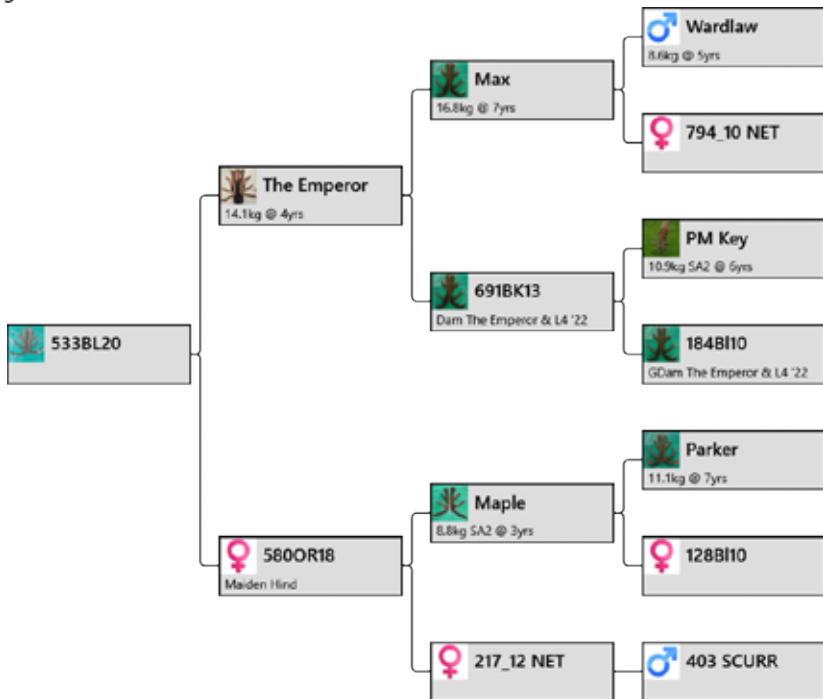 Wardlaw
8.6kg @ 5yrs
Max
16.8kg @ 7yrs
794_10 NET
The Emperor
14.1kg @ 4yrs
PM Key
10.9kg SA2 @ 6yrs
691BK13
Dam The Emperor & L4 '22
533BL20
184Bl10
GDam The Emperor & L4 '22
Parker
11.1kg @ 7yrs
Maple
8.8kg SA2 @ 3yrs
580OR18
Maiden Hind
128Bl10
217_12 NET
403 SCURR